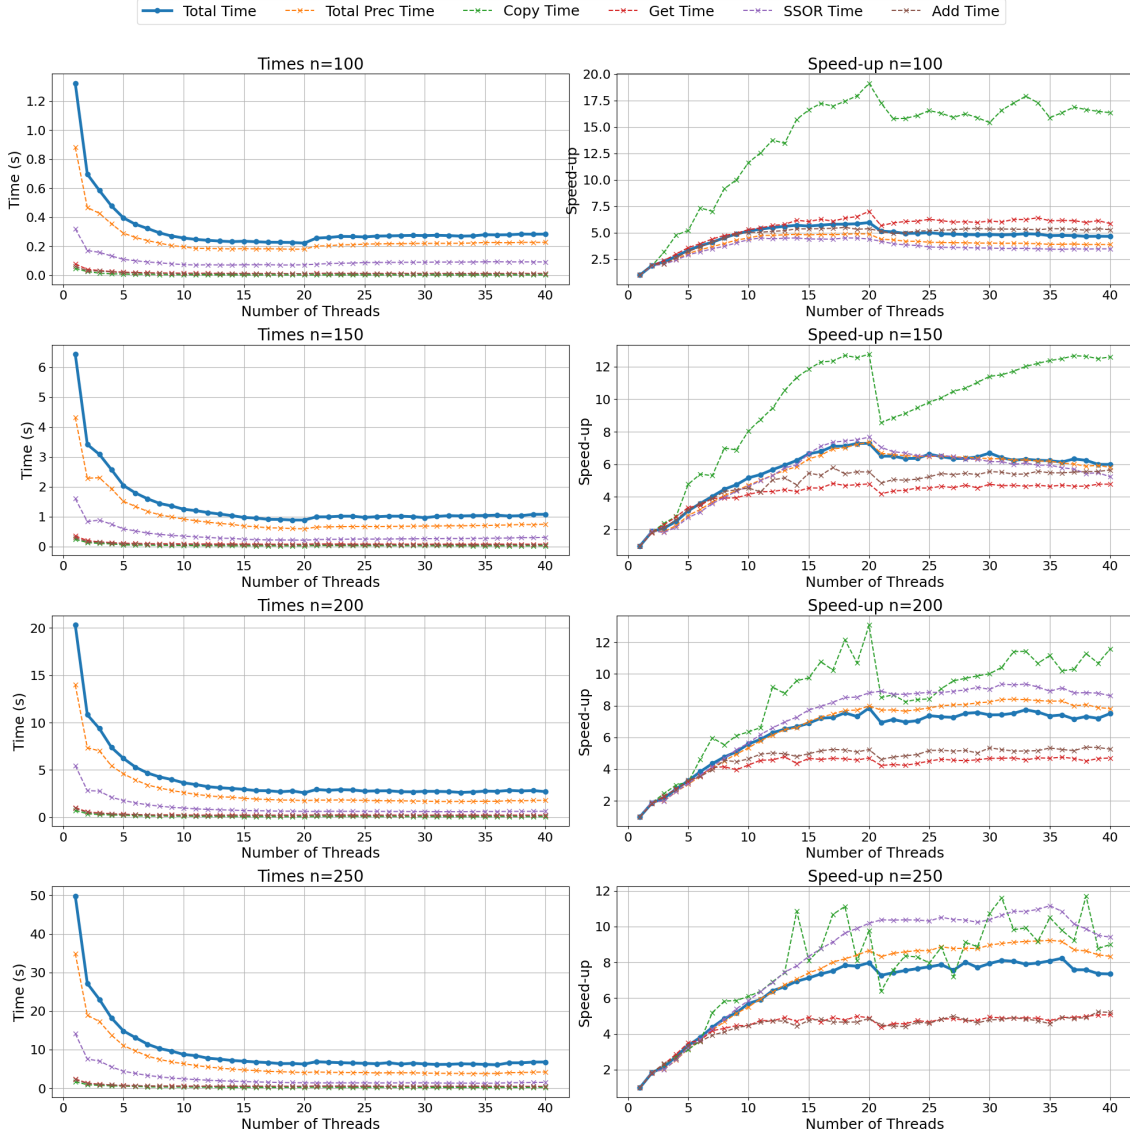 Total Time Total Prec Time Copy Time Get Time SSOR Time Add Time
Times n=100
Time (s)
1.2
1.0
0.8
0.6
0.4
0.2
0.0
0 5 10 15 20 25 30 35 40
Number of Threads
Speed-up n=100
Speed-up
20.0
17.5
15.0
12.5
10.0
7.5
5.0
2.5
0 5 10 15 20 25 30 35 40
Number of Threads
Times n=150
Time (s)
6
5
4
3
2
1
0
0 5 10 15 20 25 30 35 40
Number of Threads
Speed-up n=150
Speed-up
12
10
8
6
4
2
0 5 10 15 20 25 30 35 40
Number of Threads
Times n=200
Time (s)
20
15
10
5
0
0 5 10 15 20 25 30 35 40
Number of Threads
Speed-up n=200
Speed-up
12
10
8
6
4
2
0 5 10 15 20 25 30 35 40
Number of Threads
Times n=250
Time (s)
50
40
30
20
10
0
0 5 10 15 20 25 30 35 40
Number of Threads
Speed-up n=250
Speed-up
12
10
8
6
4
2
0 5 10 15 20 25 30 35 40
Number of Threads